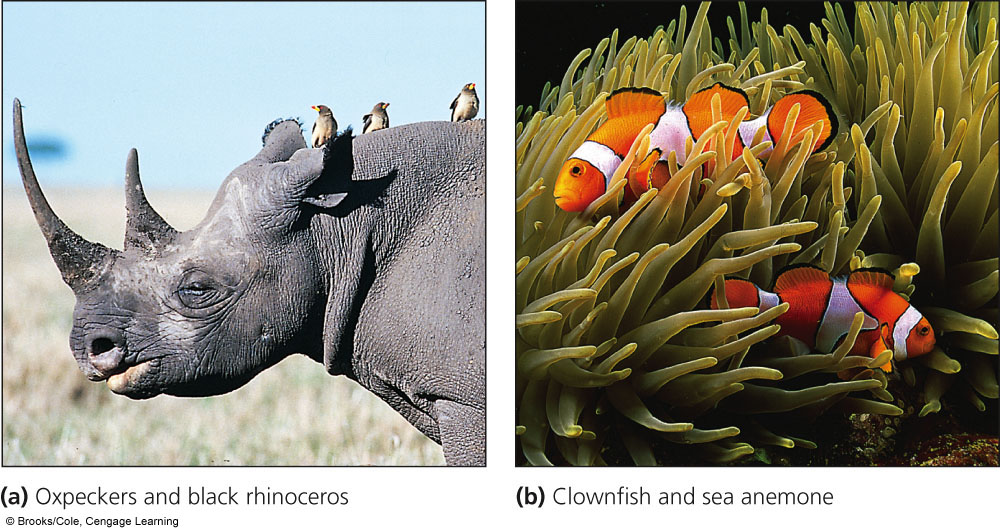 (a) Oxpeckers and black rhinoceros
(b) Clownfish and sea anemone
© Brooks/Cole, Cengage Learning